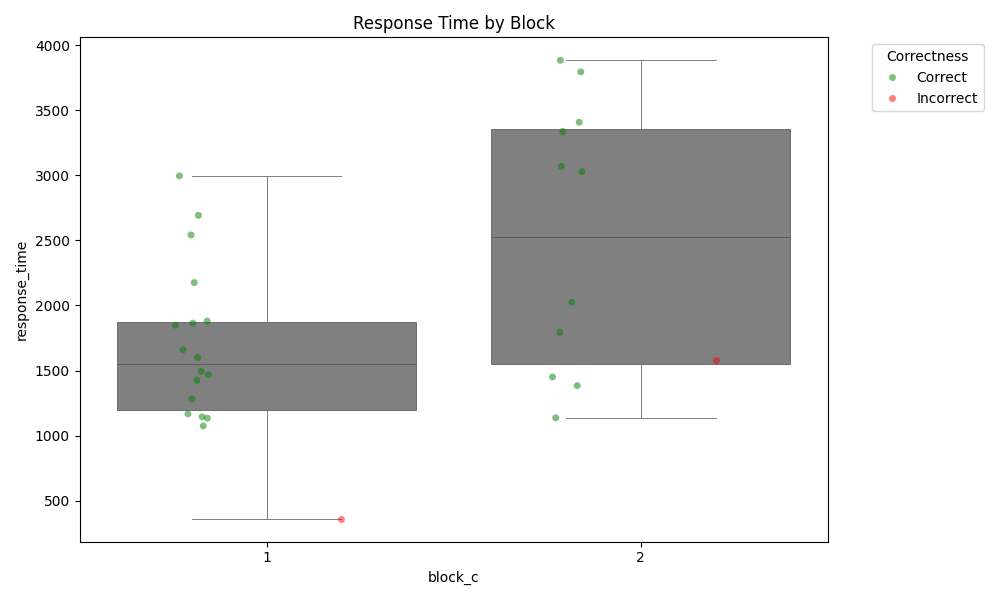 Response Time by Block
response_time
4000
3500
3000
2500
2000
1500
1000
500
1
2
block_c
Correctness
Correct
Incorrect